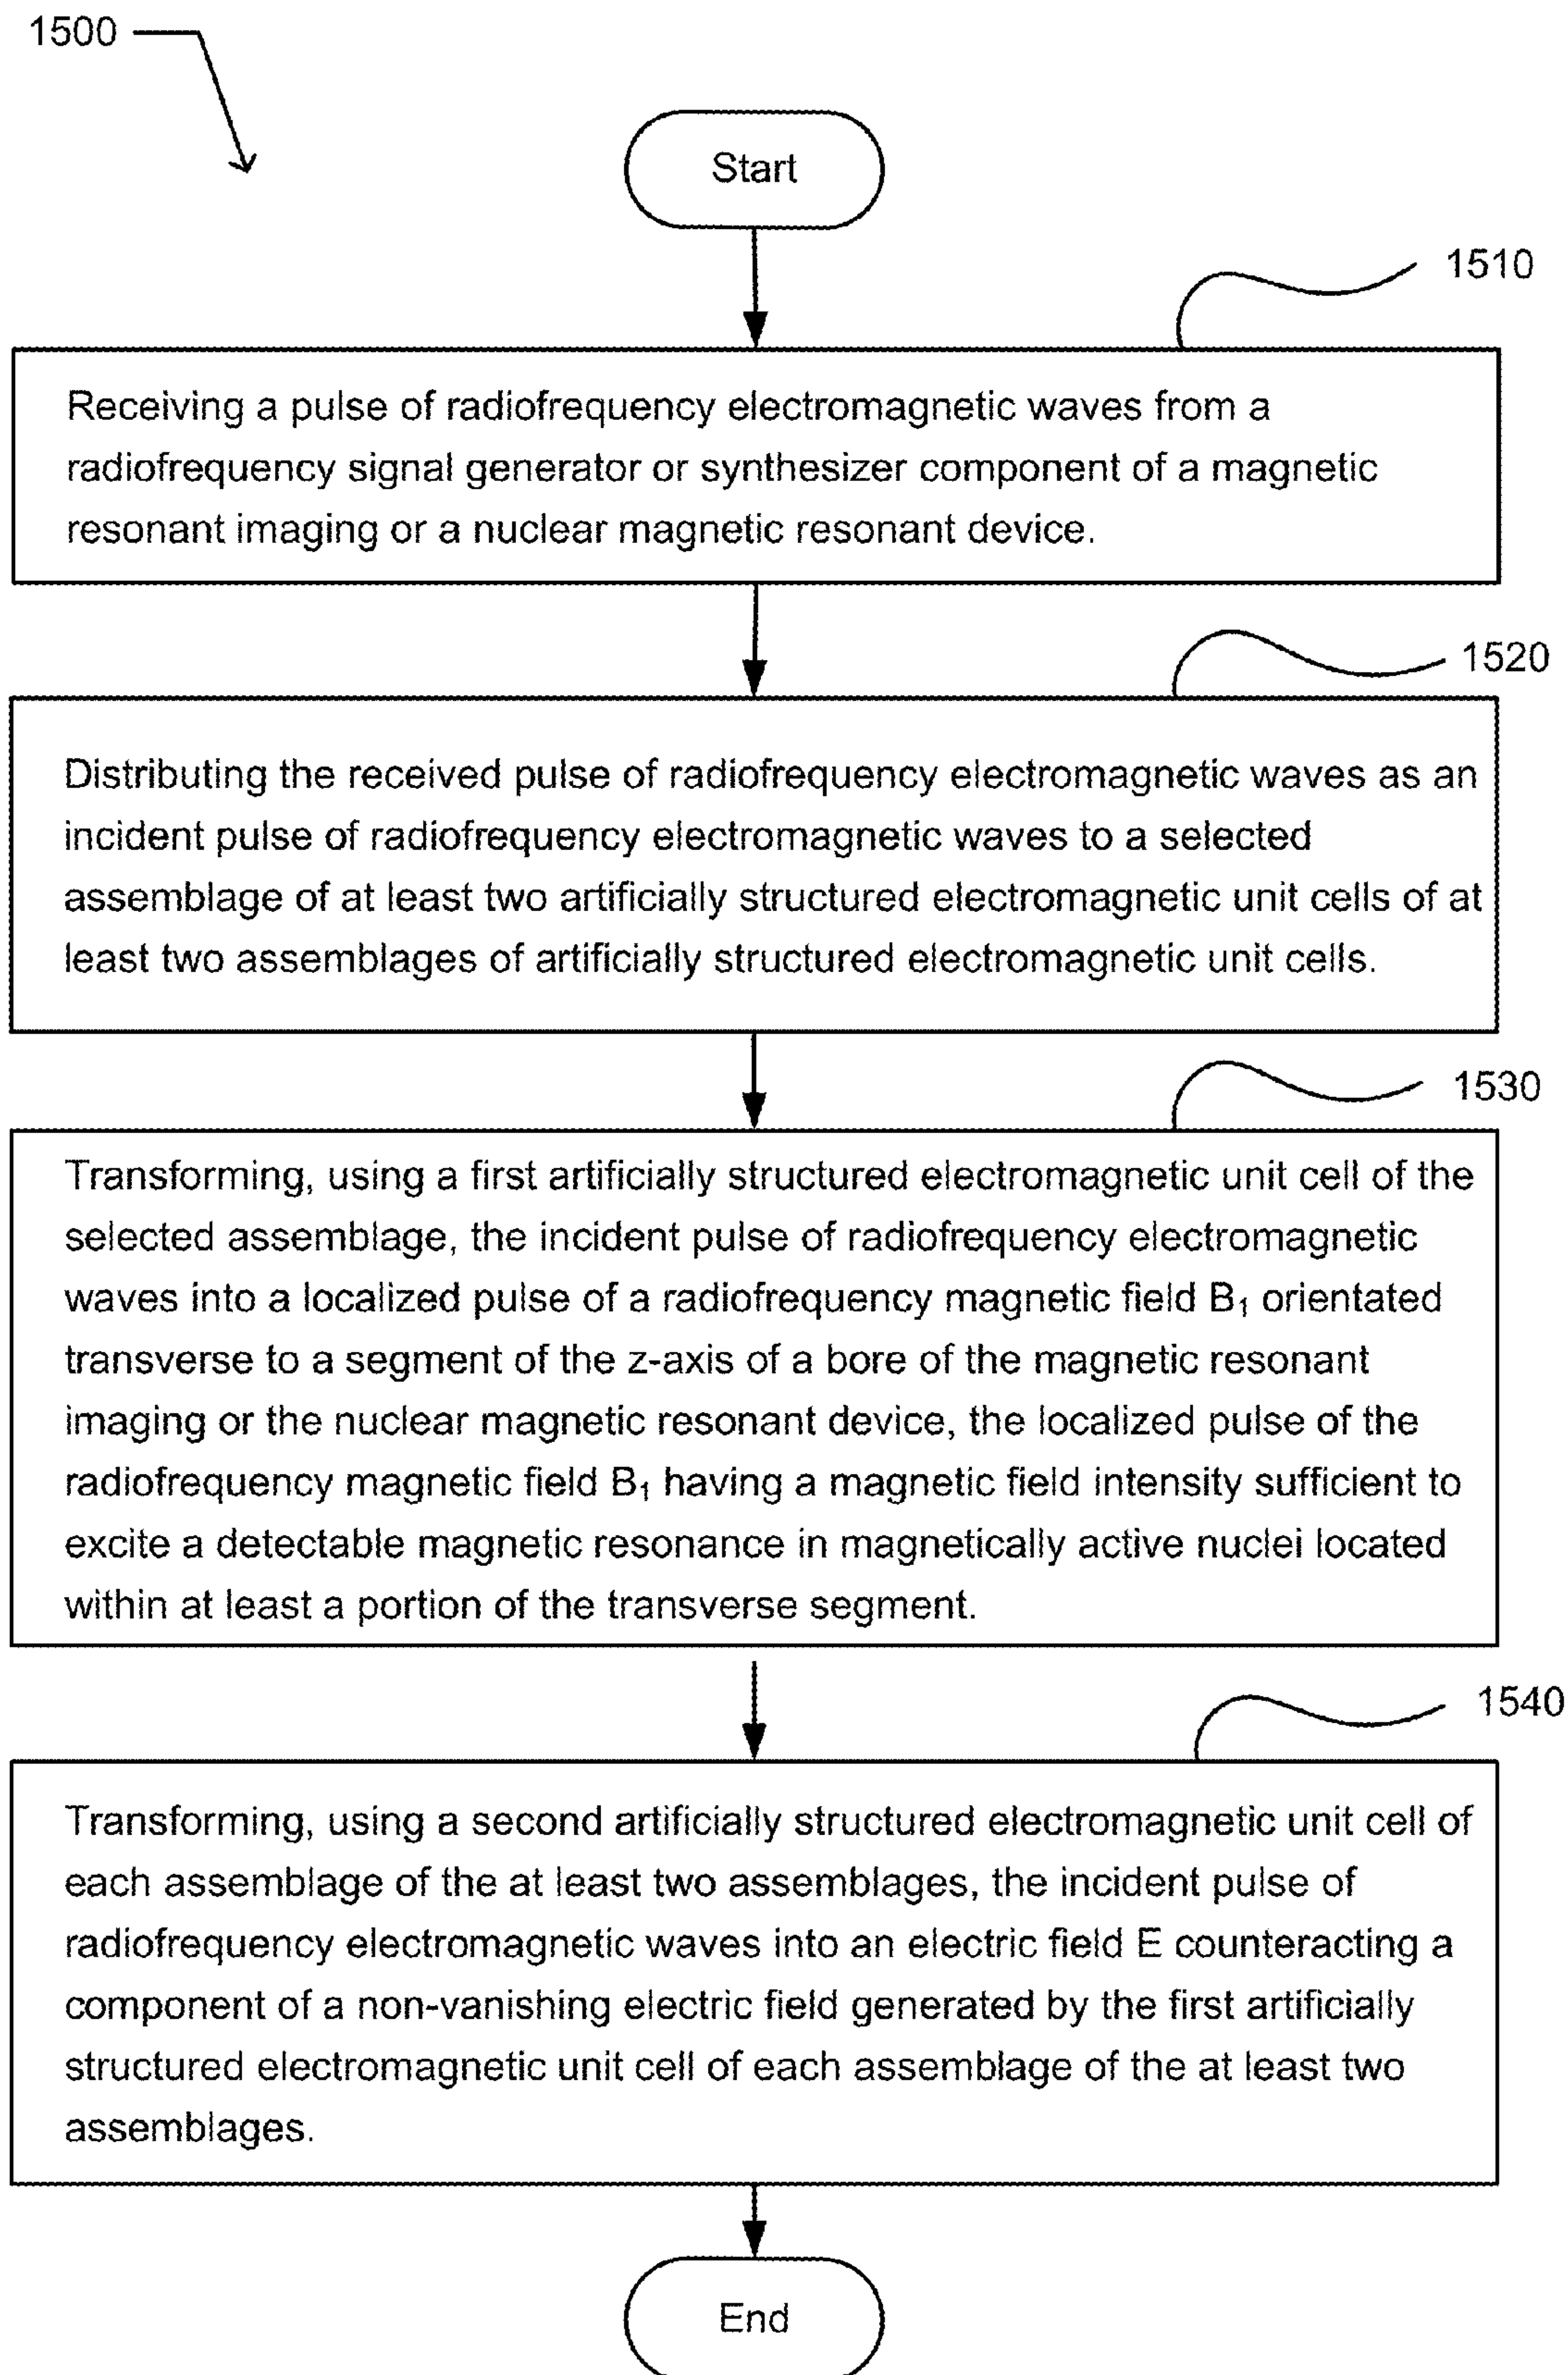 1500
Start
1510
Receiving a pulse of radiofrequency electromagnetic waves from a
radiofrequency signal generator or synthesizer component of a magnetic
resonant imaging or a nuclear magnetic resonant device.
1520
Distributing the received pulse of radiofrequency electromagnetic waves as an
incident pulse of radiofrequency electromagnetic waves to a selected
assemblage of at least two artificially structured electromagnetic unit cells of at
least two assemblages of artificially structured electromagnetic unit cells.
1530
Transforming, using a first artificially structured electromagnetic unit cell of the
selected assemblage, the incident pulse of radiofrequency electromagnetic
waves into a localized pulse of a radiofrequency magnetic field B₁ orientated
transverse to a segment of the z-axis of a bore of the magnetic resonant
imaging or the nuclear magnetic resonant device, the localized pulse of the
radiofrequency magnetic field B₁ having a magnetic field intensity sufficient to
excite a detectable magnetic resonance in magnetically active nuclei located
within at least a portion of the transverse segment.
1540
Transforming, using a second artificially structured electromagnetic unit cell of
each assemblage of the at least two assemblages, the incident pulse of
radiofrequency electromagnetic waves into an electric field E counteracting a
component of a non-vanishing electric field generated by the first artificially
structured electromagnetic unit cell of each assemblage of the at least two
assemblages.
End